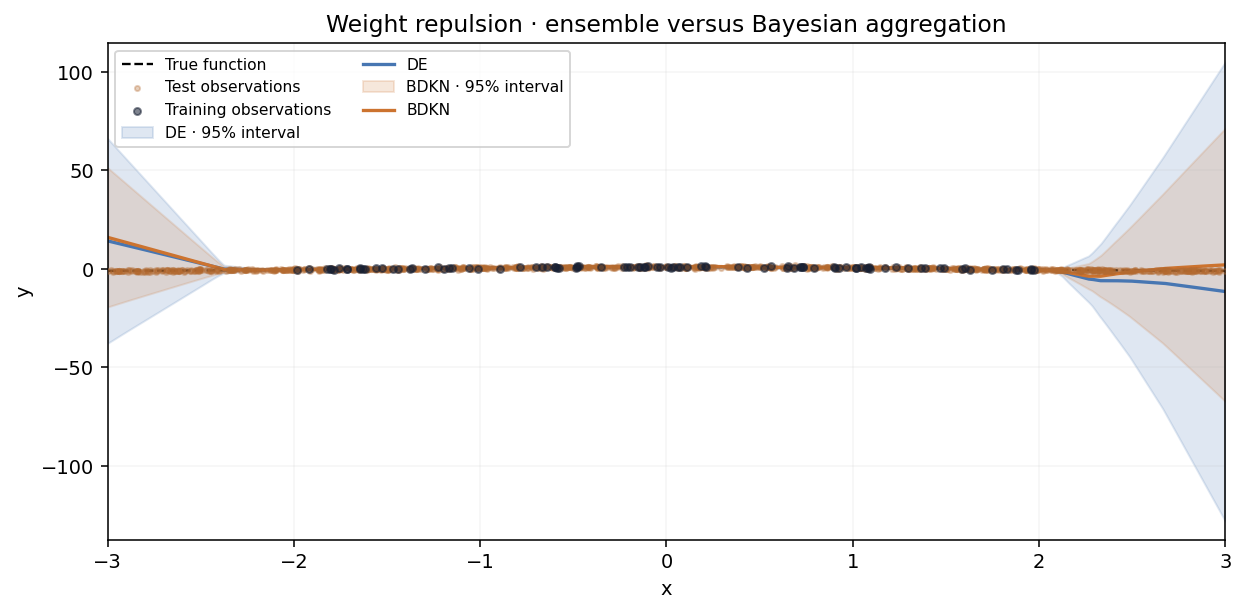 Weight repulsion · ensemble versus Bayesian aggregation
True function
Test observations
Training observations
DE · 95% interval
DE
BDKN · 95% interval
BDKN
y
100
50
0
−50
−100
−3
−2
−1
0
1
2
3
x